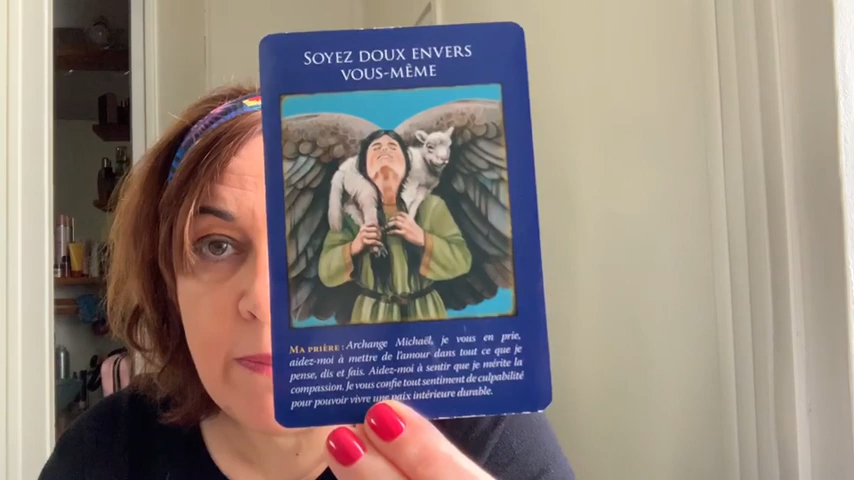 SOYEZ DOUX ENVERS
VOUS-MÊME
MA PRIÈRE : Archange Michaël, je vous en prie,
aidez-moi à mettre de l'amour dans tout ce que je
pense, dis et fais. Aidez-moi à sentir que je mérite la
compassion. Je vous confie tout sentiment de culpabilité
pour pouvoir vivre une paix intérieure durable.